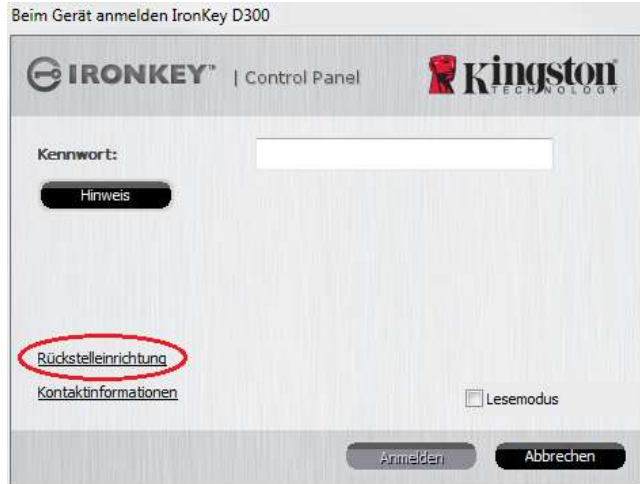 Beim Gerät anmelden IronKey D300
IRONKEY™ | Control Panel
Kingston
TECHNOLOGY
Kennwort:
Hinweis
Rückstelleinrichtung
Kontaktinformationen
Lesemodus
Anmelden Abbrechen